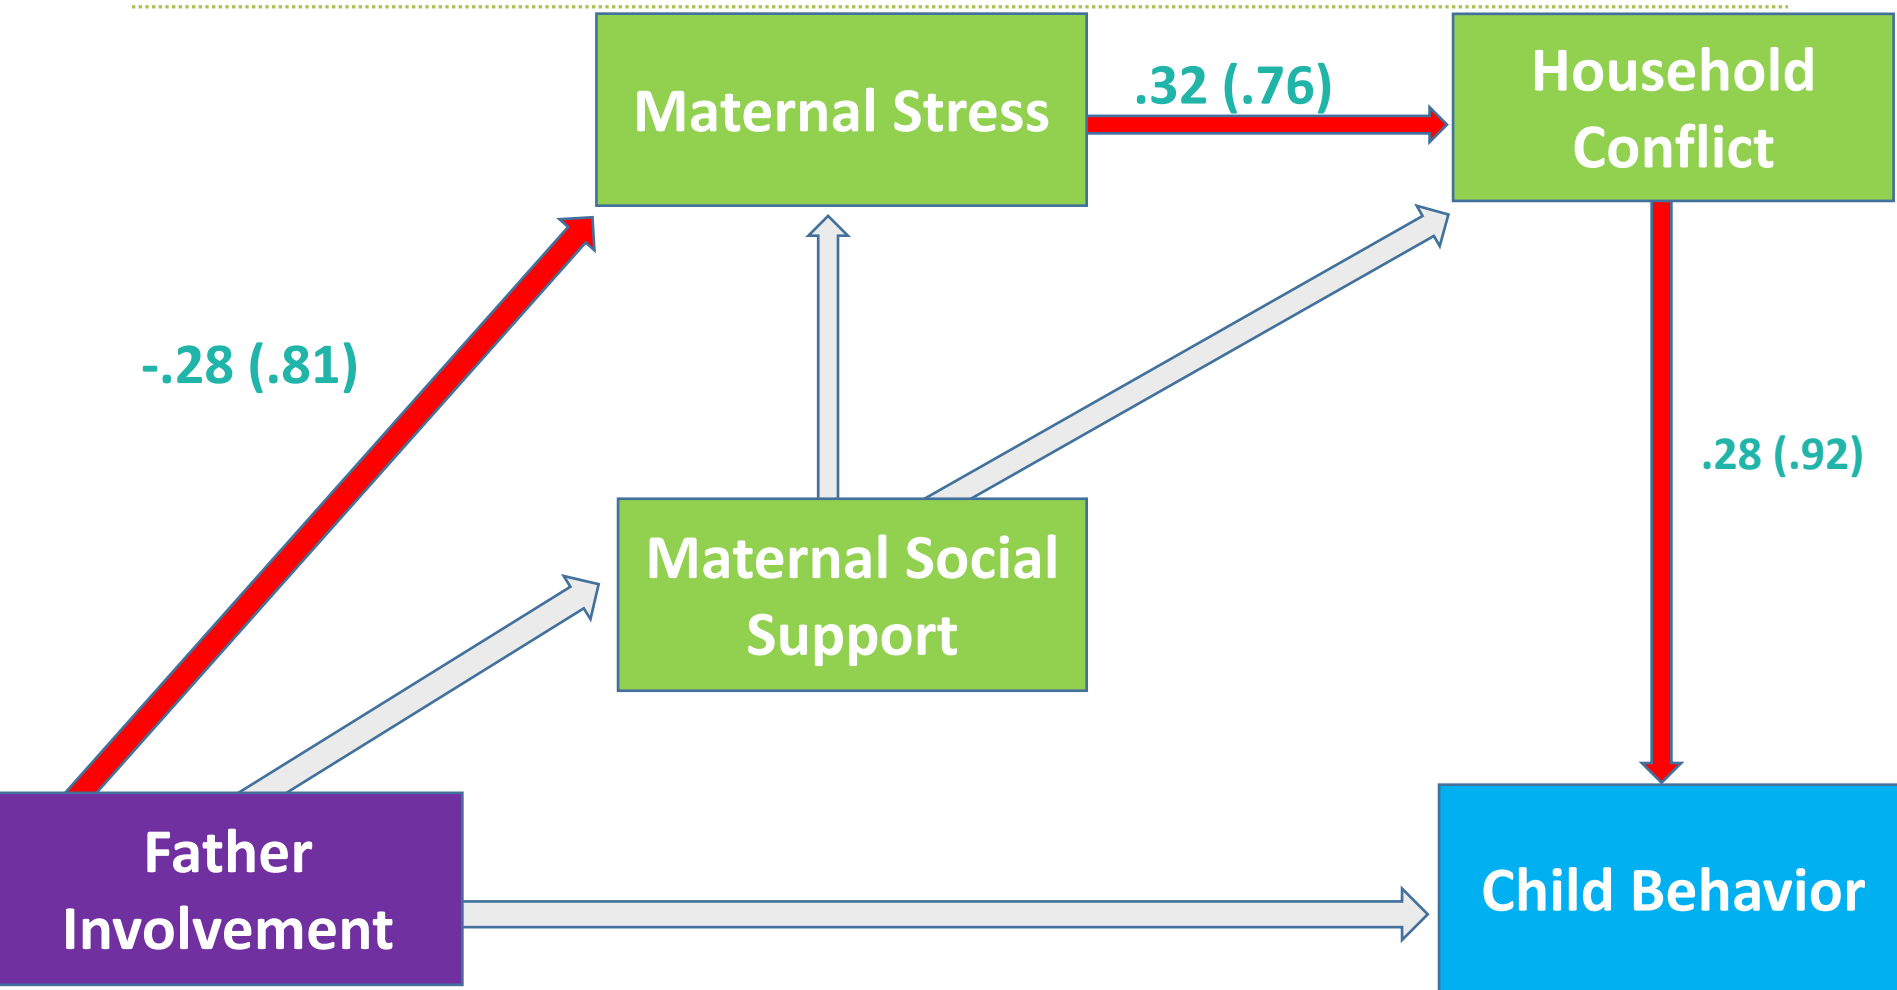 Maternal Stress
.32 (.76)
Household
Conflict
-.28 (.81)
.28 (.92)
Maternal Social
Support
Father
Involvement
Child Behavior